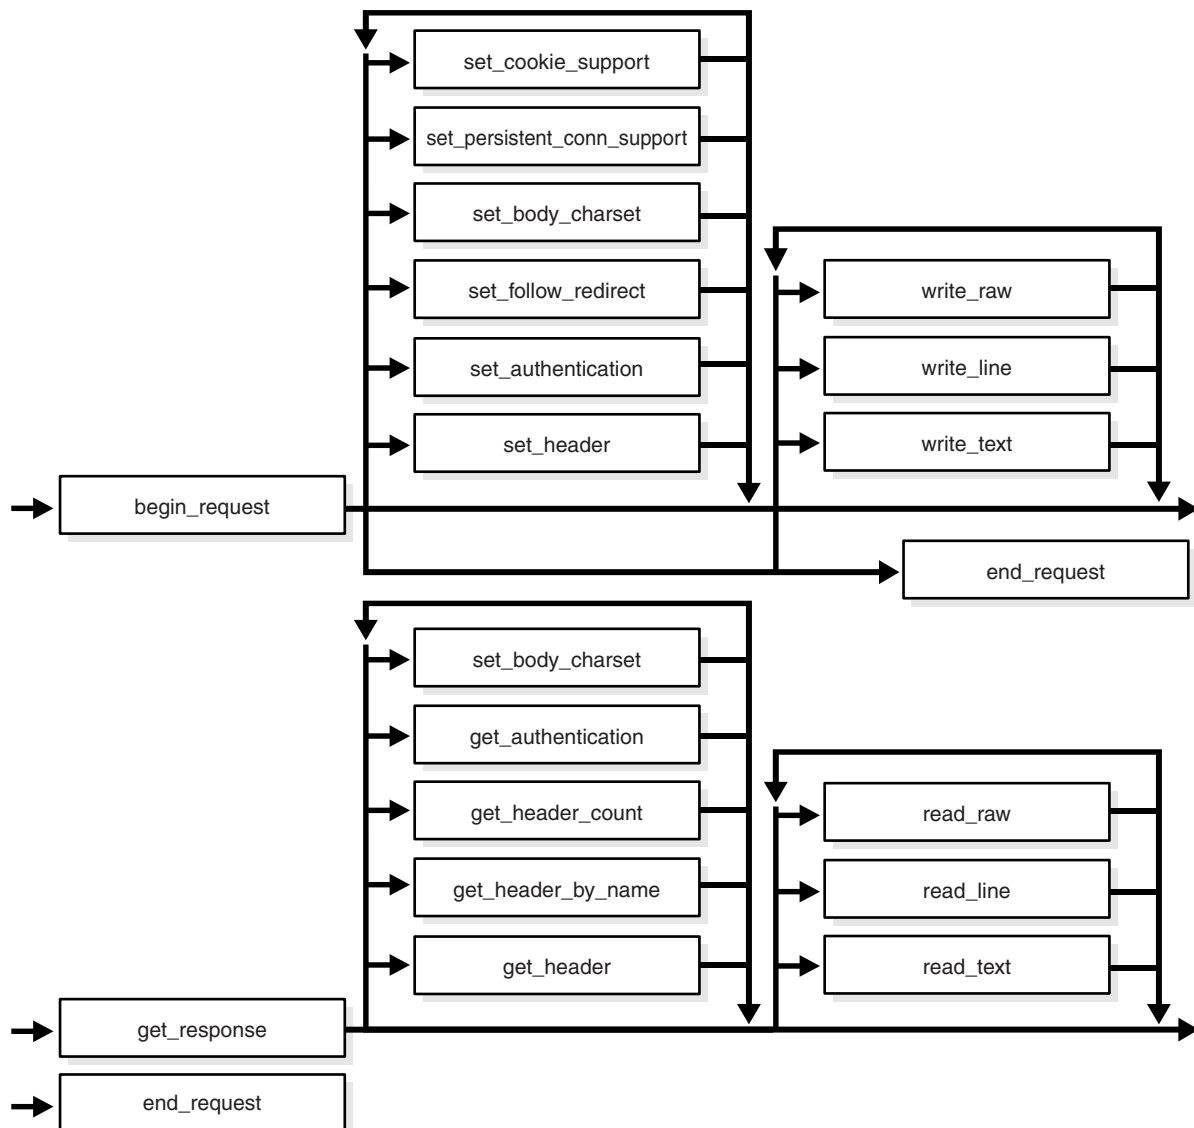 set_cookie_support
set_persistent_conn_support
set_body_charset
set_follow_redirect
set_authentication
set_header
write_raw
write_line
write_text
begin_request
end_request
set_body_charset
get_authentication
get_header_count
get_header_by_name
get_header
read_raw
read_line
read_text
get_response
end_request